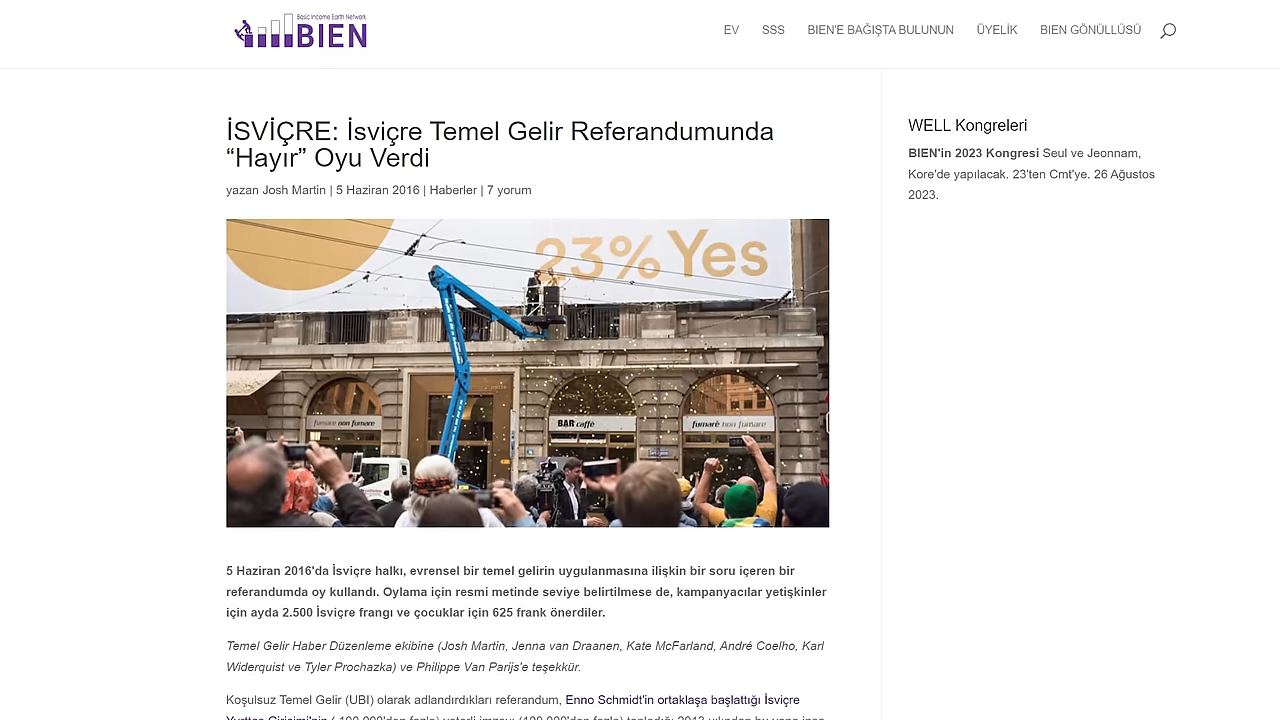 Basic Income Earth Network
BIEN
EV SSS BIEN'E BAĞIŞTA BULUNUN ÜYELİK BIEN GÖNÜLLÜSÜ
İSVİÇRE: İsviçre Temel Gelir Referandumunda
“Hayır” Oyu Verdi
yazan Josh Martin | 5 Haziran 2016 | Haberler | 7 yorum
23% Yes
fumare non fumare
BAR caffè
fumare non fumare
5 Haziran 2016'da İsviçre halkı, evrensel bir temel gelirin uygulanmasına ilişkin bir soru içeren bir
referandumda oy kullandı. Oylama için resmi metinde seviye belirtilmese de, kampanyacılar yetişkinler
için ayda 2.500 İsviçre frangı ve çocuklar için 625 frank önerdiler.
Temel Gelir Haber Düzenleme ekibine (Josh Martin, Jenna van Draanen, Kate McFarland, André Coelho, Karl
Widerquist ve Tyler Prochazka) ve Philippe Van Parijs'e teşekkür.
Koşulsuz Temel Gelir (UBI) olarak adlandırdıkları referandum, Enno Schmidt'in ortaklaşa başlattığı İsviçre
WELL Kongreleri
BIEN'in 2023 Kongresi Seul ve Jeonnam,
Kore'de yapılacak. 23'ten Cmt'ye. 26 Ağustos
2023.